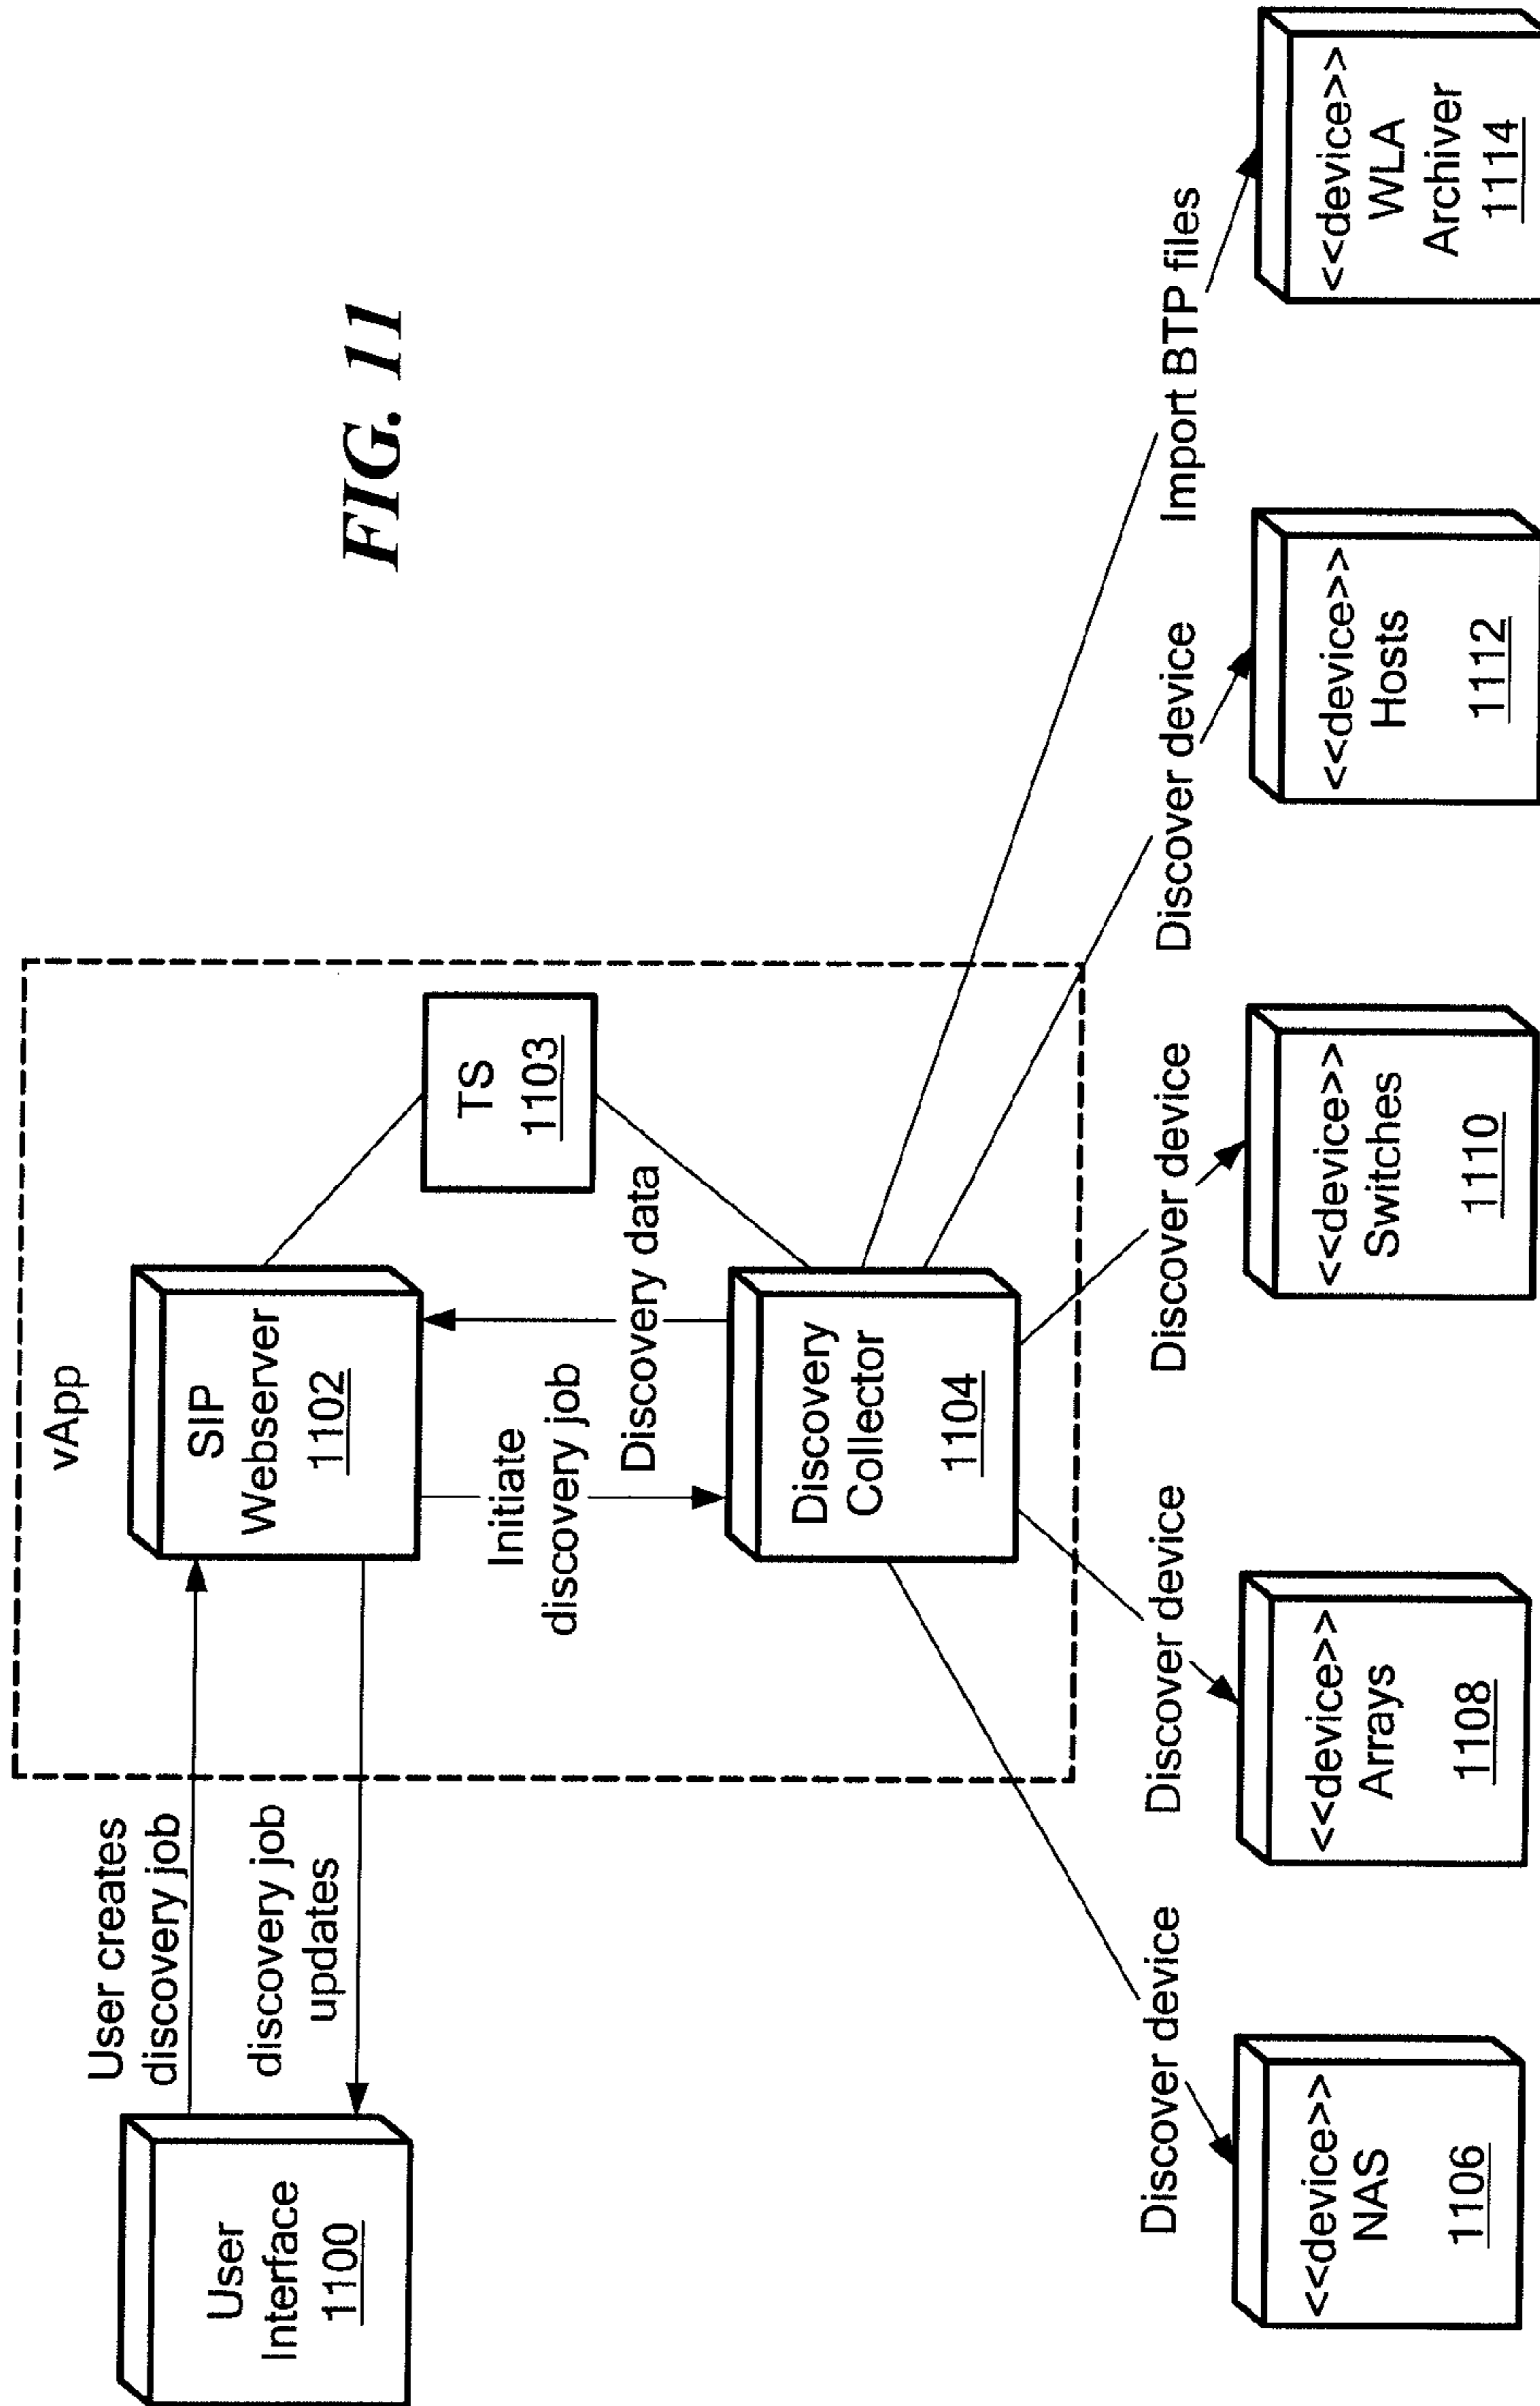 vApp
User creates
discovery job
discovery job
updates
User
Interface
1100
SIP
Webserver
1102
TS
1103
Initiate
discovery job
Discovery data
Discovery
Collector
1104
FIG. 11
Discover device
Discover device
Discover device
Discover device
Import BTP files
<<device>>
NAS
1106
<<device>>
Arrays
1108
<<device>>
Switches
1110
<<device>>
Hosts
1112
<<device>>
WLA
Archiver
1114